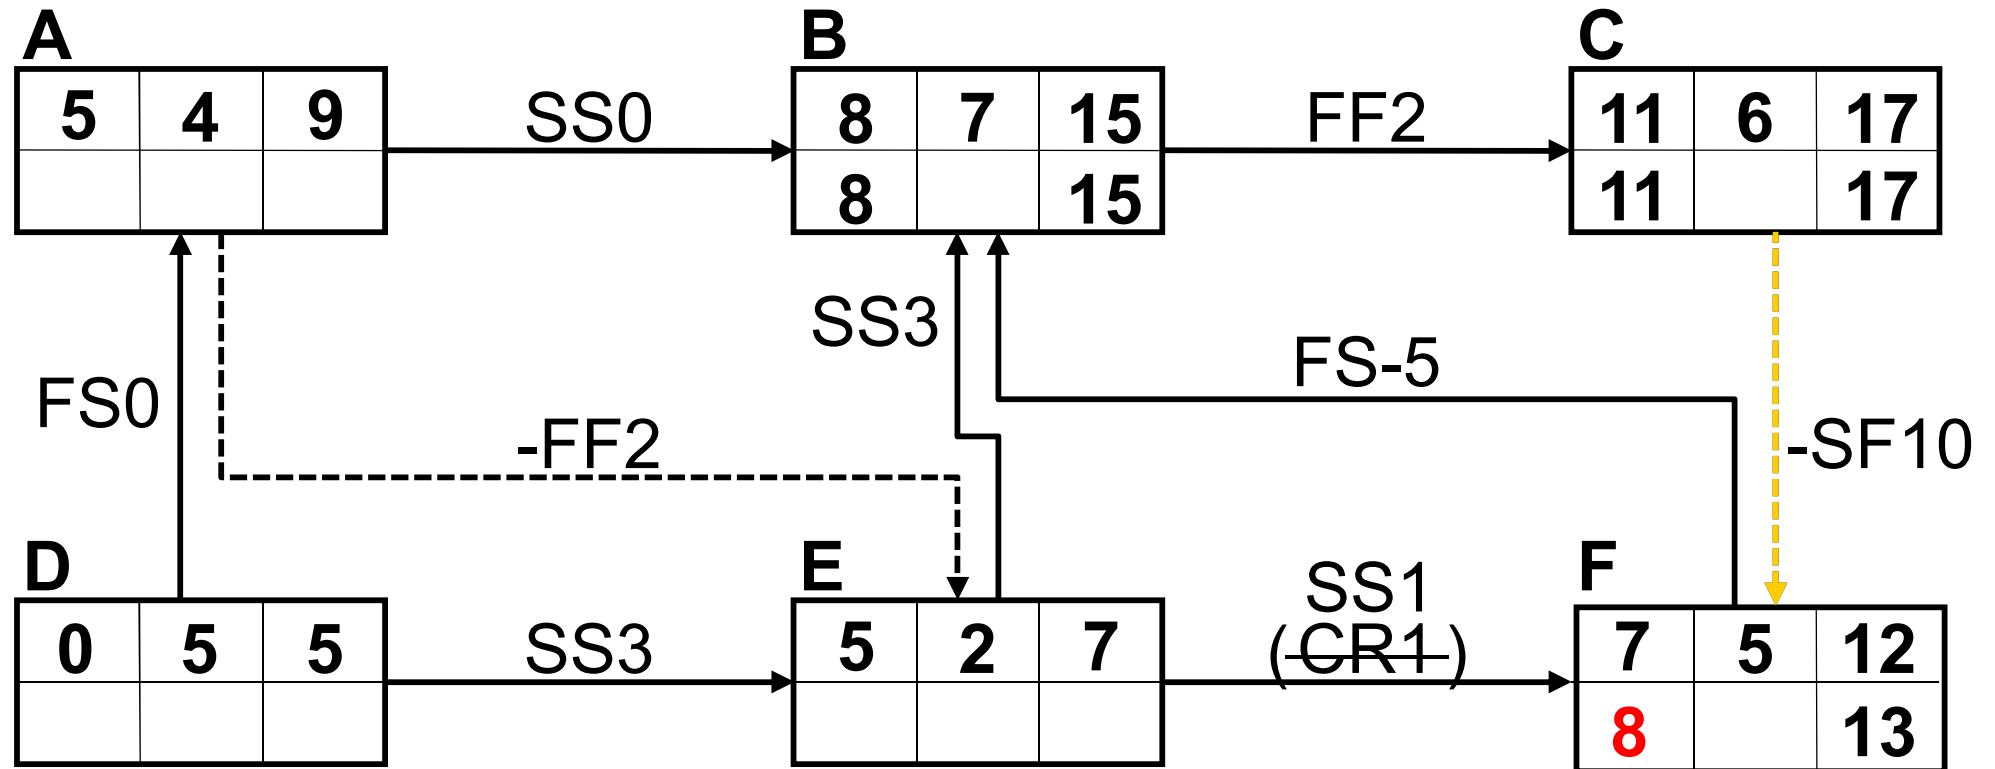 A B C
5 4 9 SS0 8 7 15 FF2 11 6 17
8 15 11 17
SS3
FS-5
FS0
-FF2 -SF10
D E F
SS1
0 5 5 SS3 5 2 7 (CR1) 7 5 12
8 13